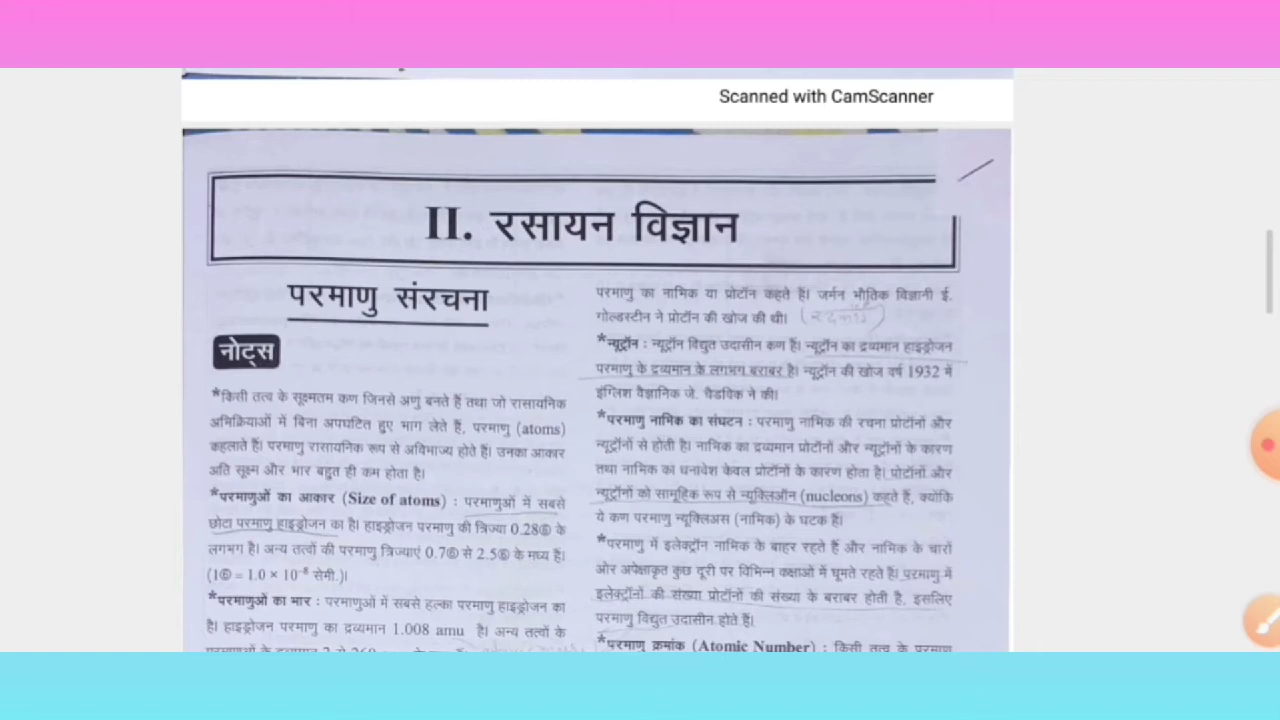 Scanned with CamScanner
II. रसायन विज्ञान
परमाणु संरचना
नोट्स
*किसी तत्व के सूक्ष्मतम कण जिनसे अणु बनते हैं तथा जो रासायनिक
अभिक्रियाओं में बिना अपघटित हुए भाग लेते हैं, परमाणु (atoms)
कहलाते हैं। परमाणु रासायनिक रूप से अविभाज्य होते हैं। उनका आकार
अति सूक्ष्म और भार बहुत ही कम होता है।
*परमाणुओं का आकार (Size of atoms) : परमाणुओं में सबसे
छोटा परमाणु हाइड्रोजन का है। हाइड्रोजन परमाणु की त्रिज्या 0.28 के
लगभग है। अन्य तत्वों की परमाणु त्रिज्याएं 0.7 से 2.5 के मध्य हैं।
= 1.0 × 10⁻⁸ सेमी.)।
*परमाणुओं का भार : परमाणुओं में सबसे हल्का परमाणु हाइड्रोजन का
है। हाइड्रोजन परमाणु का द्रव्यमान 1.008 amu है। अन्य तत्वों के
परमाणु का नाभिक या प्रोटॉन कहते हैं। जर्मन भौतिक विज्ञानी ई.
गोल्डस्टीन ने प्रोटॉन की खोज की थी।
*न्यूट्रॉन : न्यूट्रॉन विद्युत उदासीन कण हैं। न्यूट्रॉन का द्रव्यमान हाइड्रोजन
परमाणु के द्रव्यमान के लगभग बराबर है। न्यूट्रॉन की खोज वर्ष 1932 में
इंग्लिश वैज्ञानिक जे. चैडविक ने की।
*परमाणु नाभिक का संघटन : परमाणु नाभिक की रचना प्रोटॉनों और
न्यूट्रॉनों से होती है। नाभिक का द्रव्यमान प्रोटॉनों और न्यूट्रॉनों के कारण
तथा नाभिक का धनावेश केवल प्रोटॉनों के कारण होता है। प्रोटॉनों और
न्यूट्रॉनों को सामूहिक रूप से न्यूक्लिऑन (nucleons) कहते हैं, क्योंकि
ये कण परमाणु न्यूक्लिअस (नाभिक) के घटक हैं।
*परमाणु में इलेक्ट्रॉन नाभिक के बाहर रहते हैं और नाभिक के चारों
ओर अपेक्षाकृत कुछ दूरी पर विभिन्न कक्षाओं में घूमते रहते हैं। परमाणु में
इलेक्ट्रॉनों की संख्या प्रोटॉनों की संख्या के बराबर होती है, इसलिए
परमाणु विद्युत उदासीन होते हैं।
*परमाणु क्रमांक (Atomic Number) : किसी तत्व के परमाणु